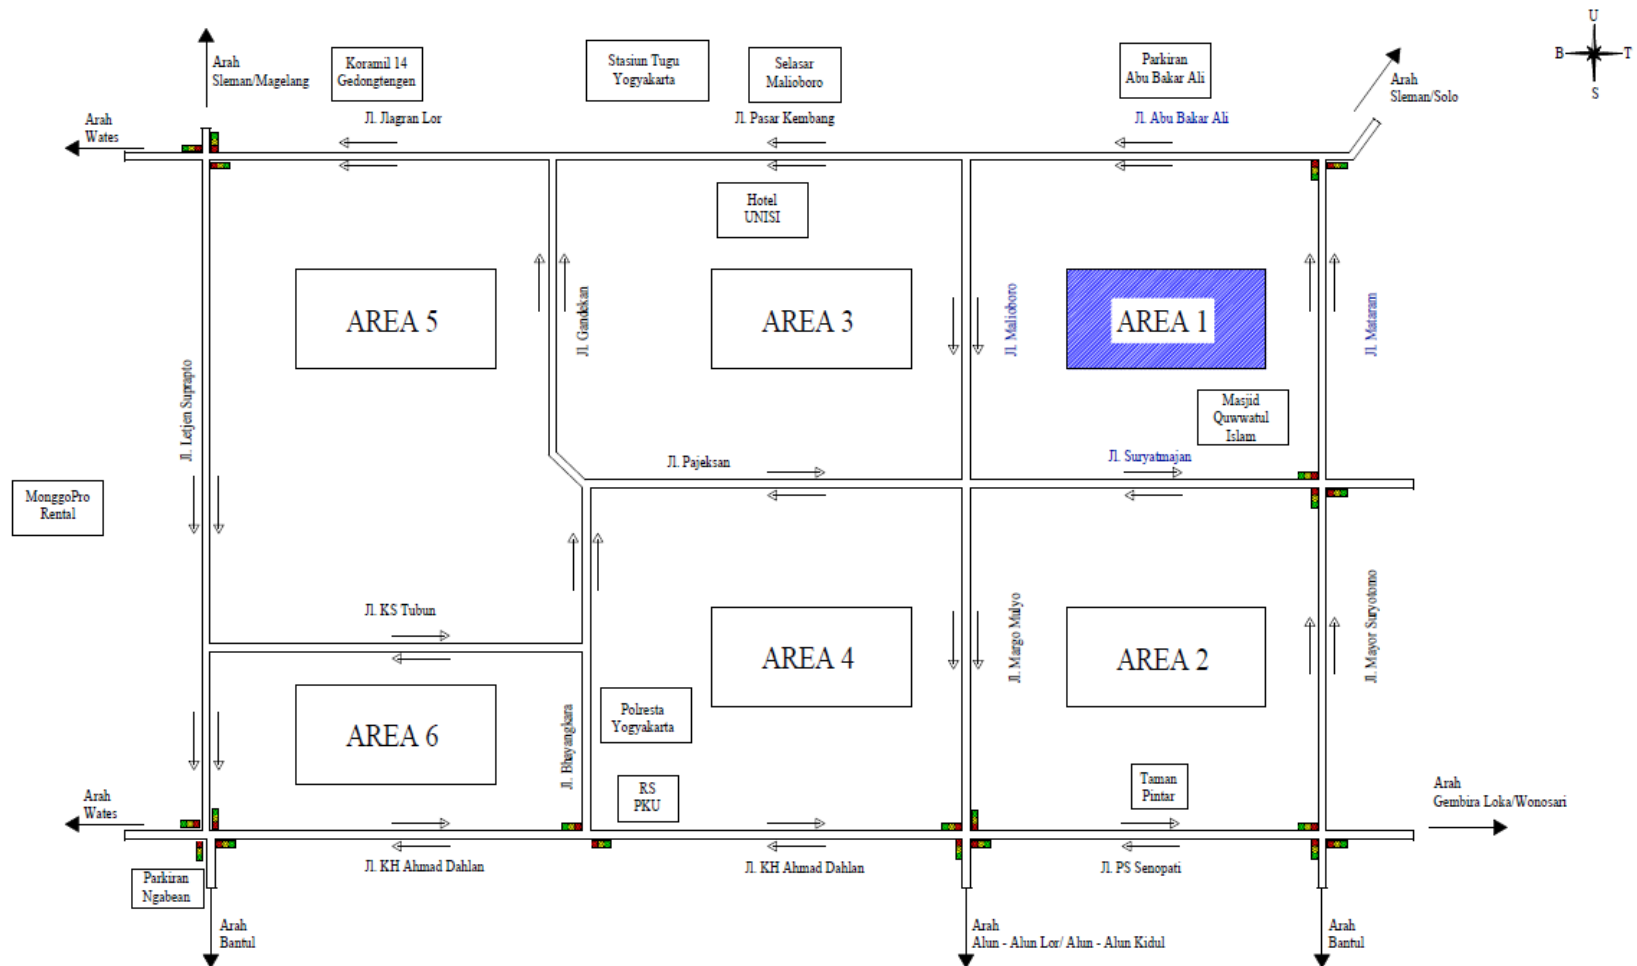 U
B
T
S
Arah
Sleman/Magelang
Koramil 14
Gedongtengen
Stasiun Tugu
Yogyakarta
Selasar
Malioboro
Parkiran
Abu Bakar Ali
Arah
Sleman/Solo
Arah
Wates
Jl. Jlagran Lor
Jl. Pasar Kembang
Jl. Abu Bakar Ali
Hotel
UNISI
AREA 5
Jl. Gandekan
AREA 3
Jl. Malioboro
AREA 1
Jl. Mataram
Jl. Letjen Suprapto
Masjid
Quwwatul
Islam
Jl. Pajeksan
Jl. Suryatmajan
MonggoPro
Rental
Jl. KS Tubun
AREA 4
Jl. Margo Mulyo
AREA 2
Jl. Mayor Suryotomo
AREA 6
Jl. Bhayangkara
Polresta
Yogyakarta
RS
PKU
Taman
Pintar
Arah
Wates
Arah
Gembira Loka/Wonosari
Jl. KH Ahmad Dahlan
Jl. KH Ahmad Dahlan
Jl. PS Senopati
Parkiran
Ngabean
Arah
Bantul
Arah
Alun - Alun Lor/ Alun - Alun Kidul
Arah
Bantul